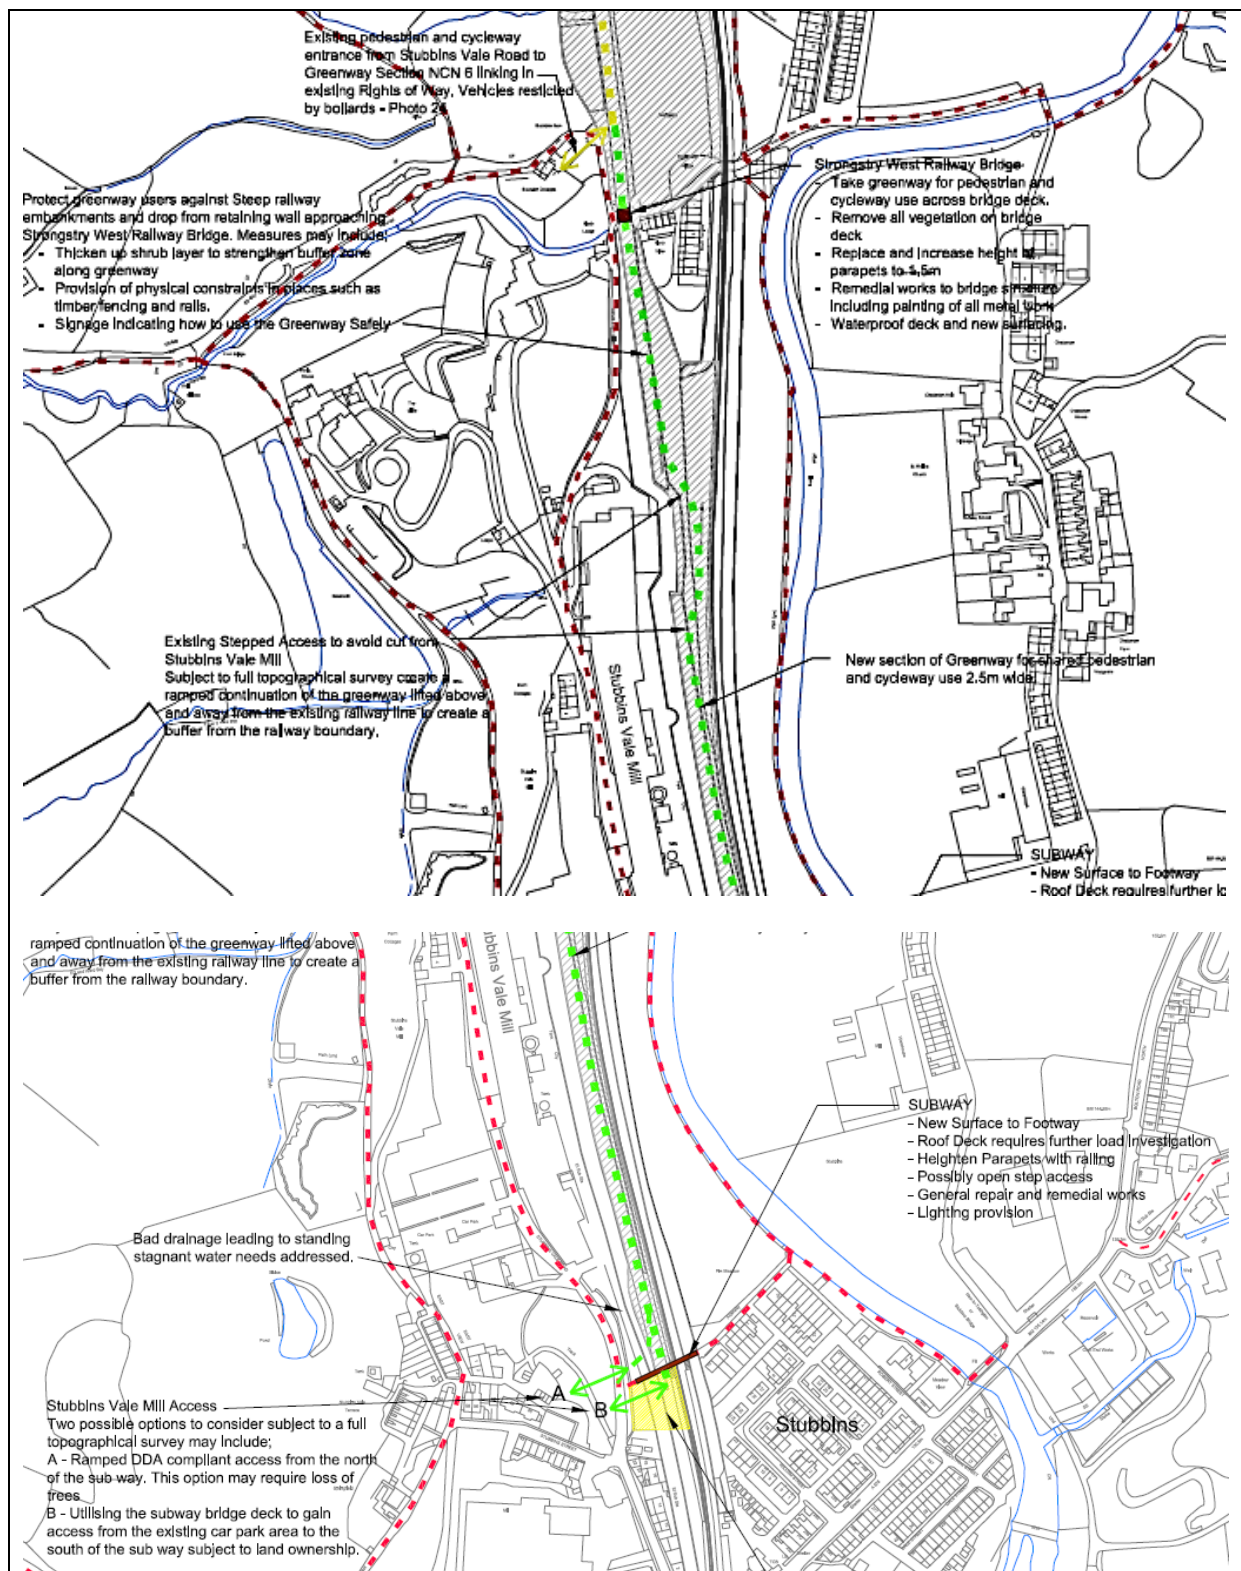 Existing pedestrian and cycleway
entrance from Stubbins Vale Road to
Greenway Section NCN 6 linking in
existing Rights of Way, Vehicles resticted
by bollards - Photo 24
Protect greenway users against Steep railway
embankments and drop from retaining wall approaching
Strongstry West Railway Bridge. Measures may include;
- Thicken up shrub layer to strengthen buffer zone
along greenway
- Provision of physical constraints in places such as
timber fencing and rails.
- Signage indicating how to use the Greenway Safely
Strongstry West Railway Bridge
- Take greenway for pedestrian and
cycleway use across bridge deck.
- Remove all vegetation on bridge
deck
- Replace and increase height of
parapets to 1.5m
- Remedial works to bridge structure
including painting of all metal work
- Waterproof deck and new surfacing.
Existing Stepped Access to avoid cut from
Stubbins Vale Mill
Subject to full topographical survey create a
ramped continuation of the greenway lifted above
and away from the existing railway line to create a
buffer from the railway boundary.
Stubbins Vale Mill
New section of Greenway for shared pedestrian
and cycleway use 2.5m wide
SUBWAY
- New Surface to Footway
- Roof Deck requires further lo
ramped continuation of the greenway lifted above
and away from the existing railway line to create a
buffer from the railway boundary.
ubbins Vale Mill
SUBWAY
- New Surface to Footway
- Roof Deck requires further load investigation
- Heighten Parapets with railing
- Possibly open step access
- General repair and remedial works
- Lighting provision
Bad drainage leading to standing
stagnant water needs addressed.
Car Park
Car Park
A
B
STUBBINS STREET
Stubbins
Stubbins Vale Mill Access
Two possible options to consider subject to a full
topographical survey may include;
A - Ramped DDA compliant access from the north
of the sub way. This option may require loss of
trees
B - Utilising the subway bridge deck to gain
access from the existing car park area to the
south of the sub way subject to land ownership.